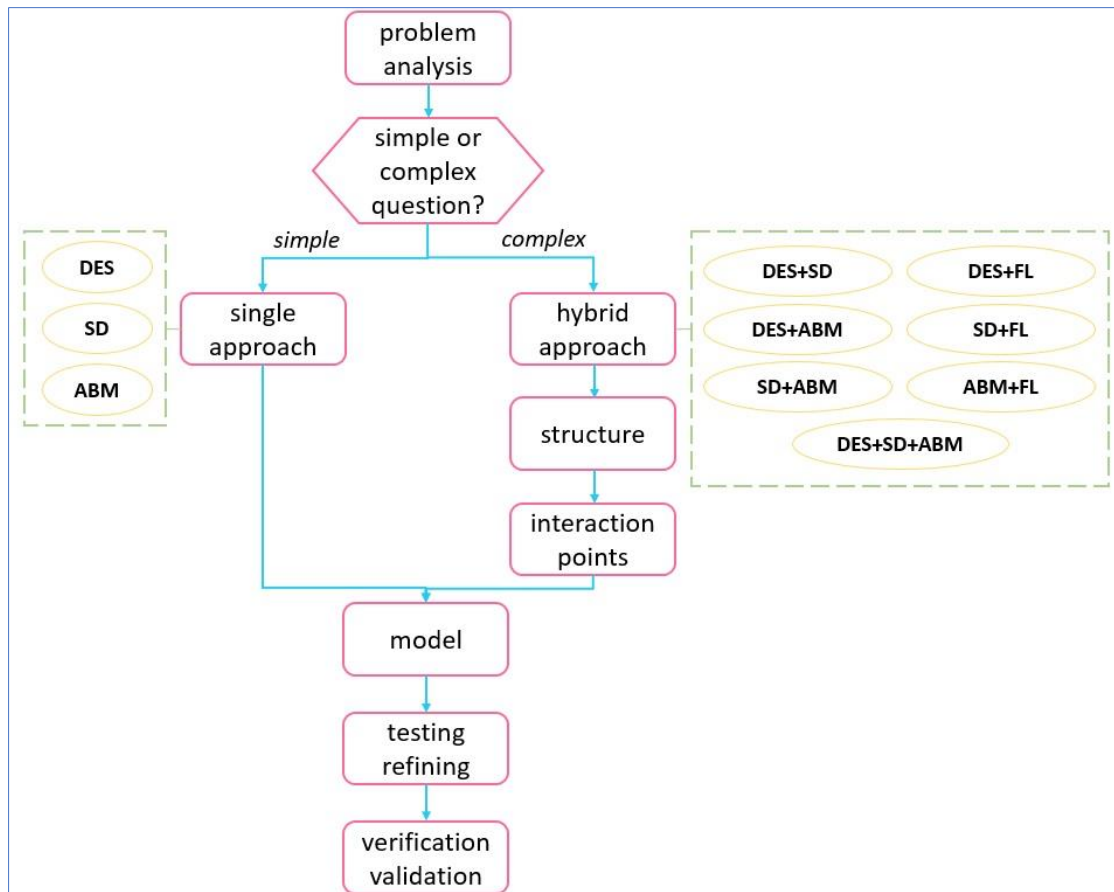 problem
analysis
simple or
complex
question?
simple
complex
DES
SD
ABM
single
approach
hybrid
approach
DES+SD
DES+FL
DES+ABM
SD+FL
SD+ABM
ABM+FL
DES+SD+ABM
structure
interaction
points
model
testing
refining
verification
validation